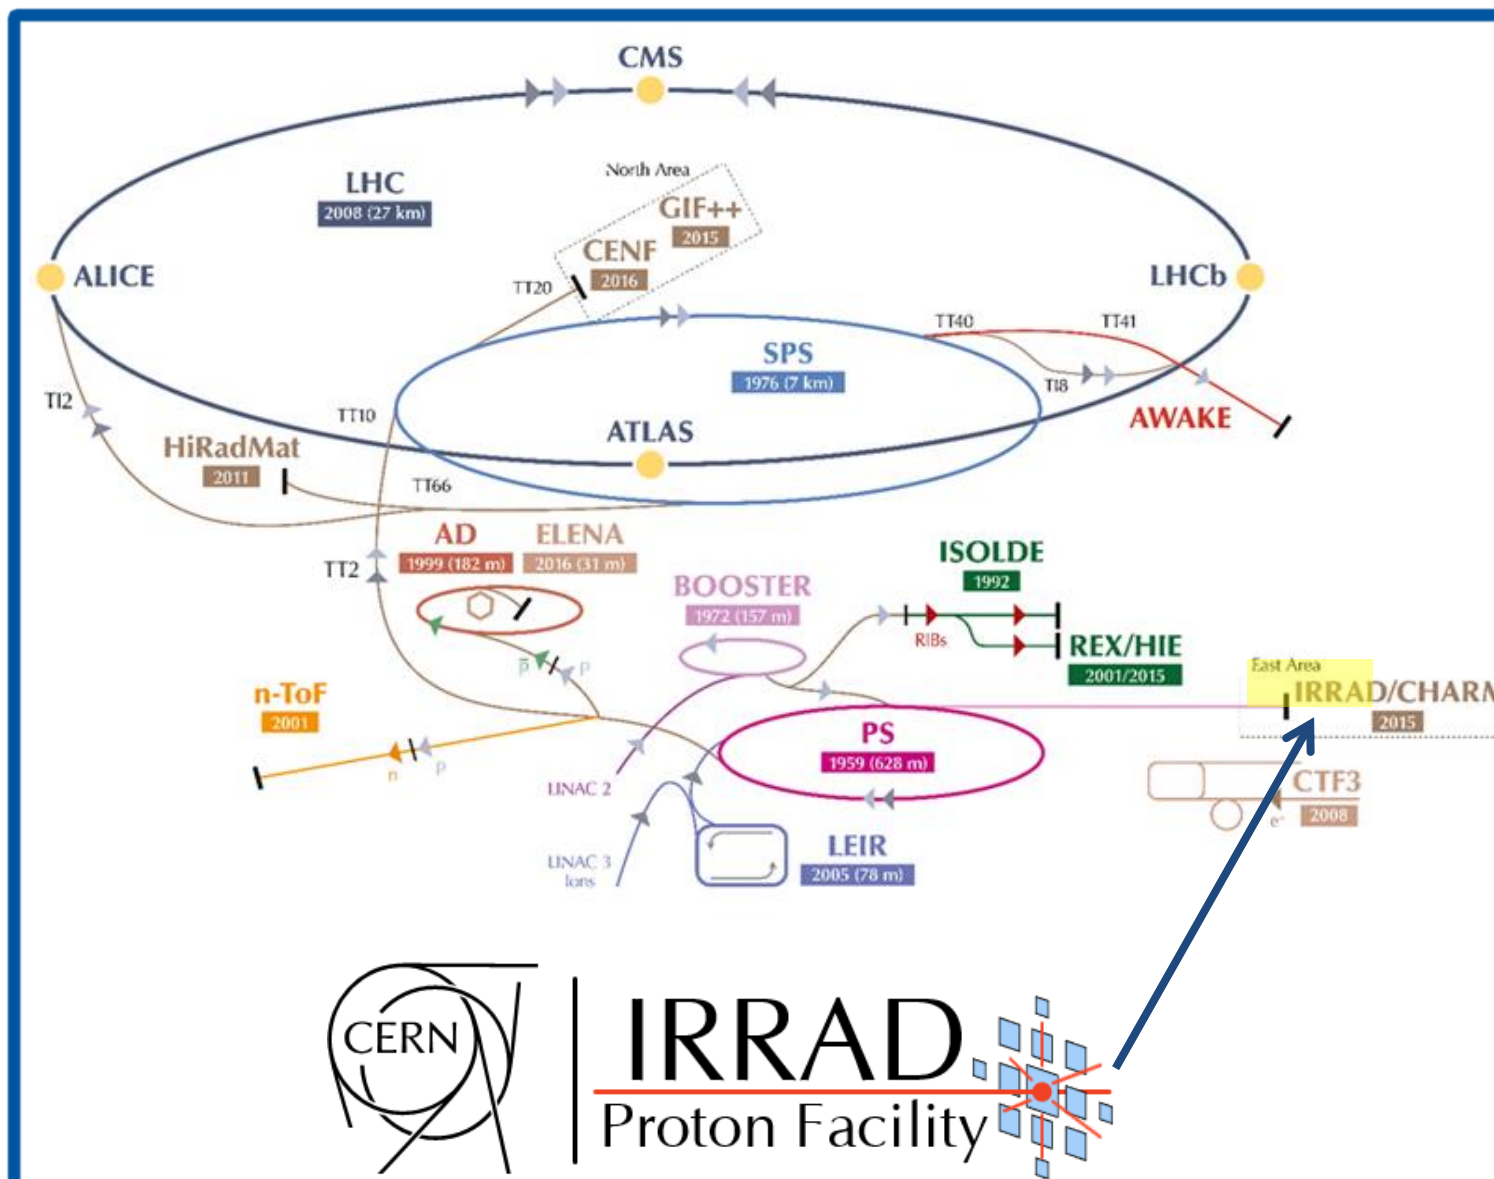 CMS
North Area
LHC
2008 (27 km)
GIF++
2015
CENF
2016
ALICE
LHCb
TT20
TT40
TT41
SPS
1976 (7 km)
TI8
TI2
TT10
AWAKE
ATLAS
HiRadMat
2011
TT66
AD
1999 (182 m)
ELENA
2016 (31 m)
TT2
ISOLDE
1992
BOOSTER
1972 (157 m)
RIBs
REX/HIE
2001/2015
p̅
p
East Area
IRRAD/CHARM
2015
n-ToF
2001
n
p
PS
1959 (628 m)
LINAC 2
CTF3
2008
e⁻
LEIR
2005 (78 m)
LINAC 3
Ions
CERN
IRRAD
Proton Facility